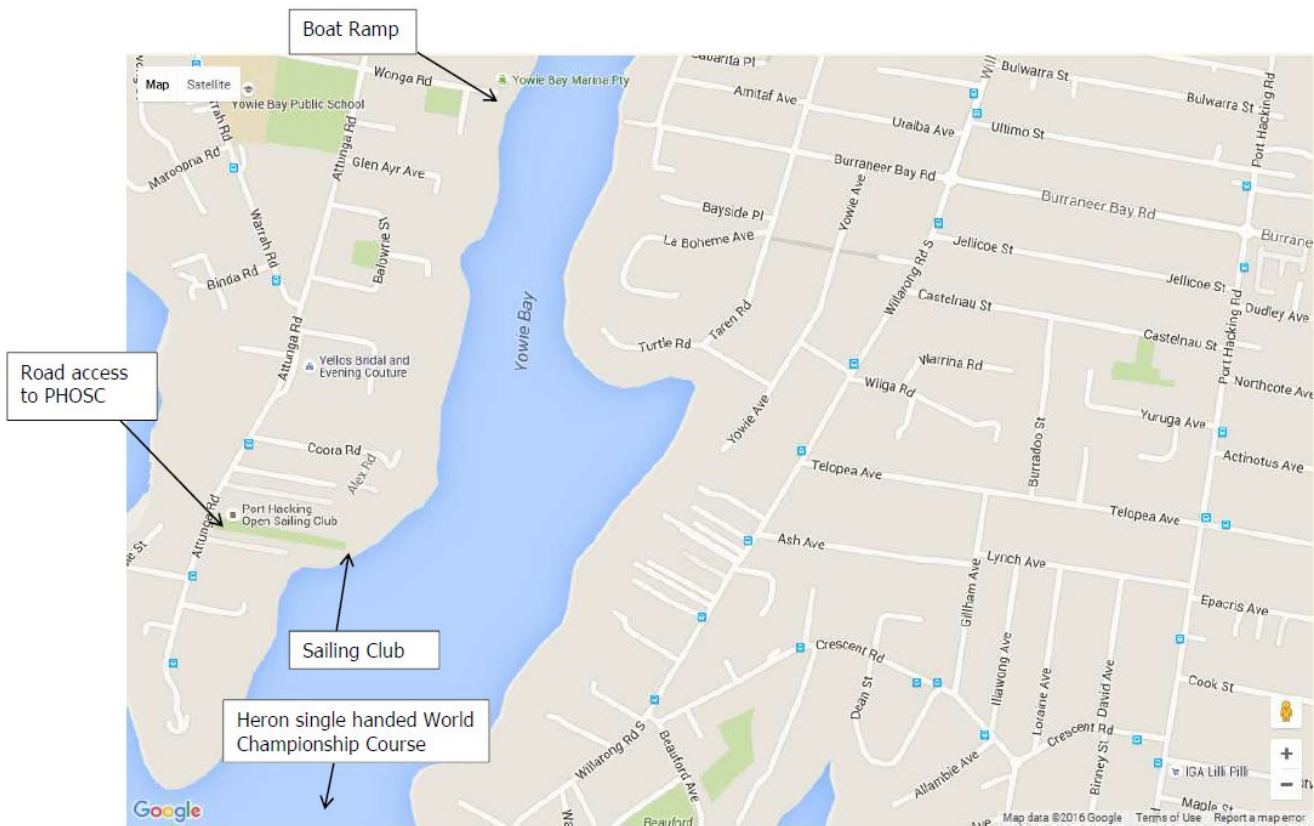 Boat Ramp
Map Satellite
Wonga Rd
Yowie Bay Marina Pty
Yowie Bay Public School
Attunga Rd
Maroopna Rd
Glen Ayr Ave
Warrah Rd
Balowrie St
Binda Rd
Attunga Rd
Yellos Bridal and
Evening Couture
Road access
to PHOSC
Coora Rd
Alex Rd
Port Hacking
Open Sailing Club
Attunga Rd
Sailing Club
Heron single handed World
Championship Course
Yowie Bay
Amitaf Ave
Uralba Ave
Bulwarra St
Bulwarra St
Ultimo St
Port Hacking Rd
Burraneer Bay Rd
Burraneer Bay Rd
Bayside Pl
Yowie Ave
La Boheme Ave
Willarong Rd S
Jellicoe St
Jellicoe St
Castelnau St
Castelnau St
Dudley Ave
Port Hacking Rd
Turtle Rd
Taren Rd
Warrina Rd
Wilga Rd
Northcote Ave
Yuruga Ave
Yowie Ave
Burradoo St
Actinotus Ave
Telopea Ave
Telopea Ave
Ash Ave
Lynch Ave
Gillham Ave
Epacris Ave
Crescent Rd
Illawong Ave
Loraine Ave
David Ave
Dean St
Cook St
Crescent Rd
Willarong Rd S
Beauford Ave
Allambie Ave
Binney St
IGA Lilli Pilli
Maple St
Beauford
Google
Map data ©2016 Google Terms of Use Report a map error